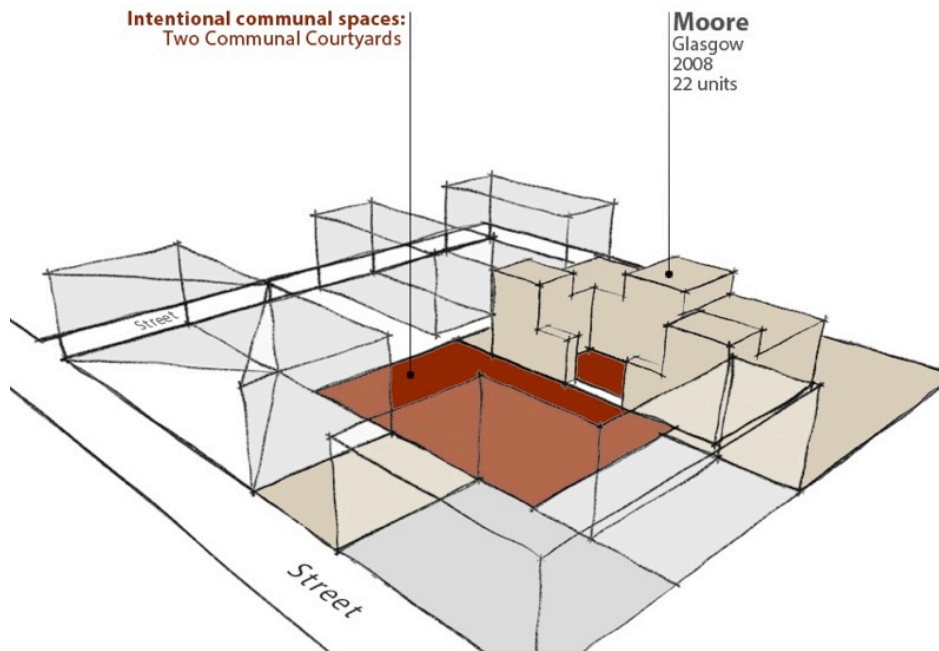 Intentional communal spaces:
Two Communal Courtyards
Moore
Glasgow
2008
22 units
Street
Street